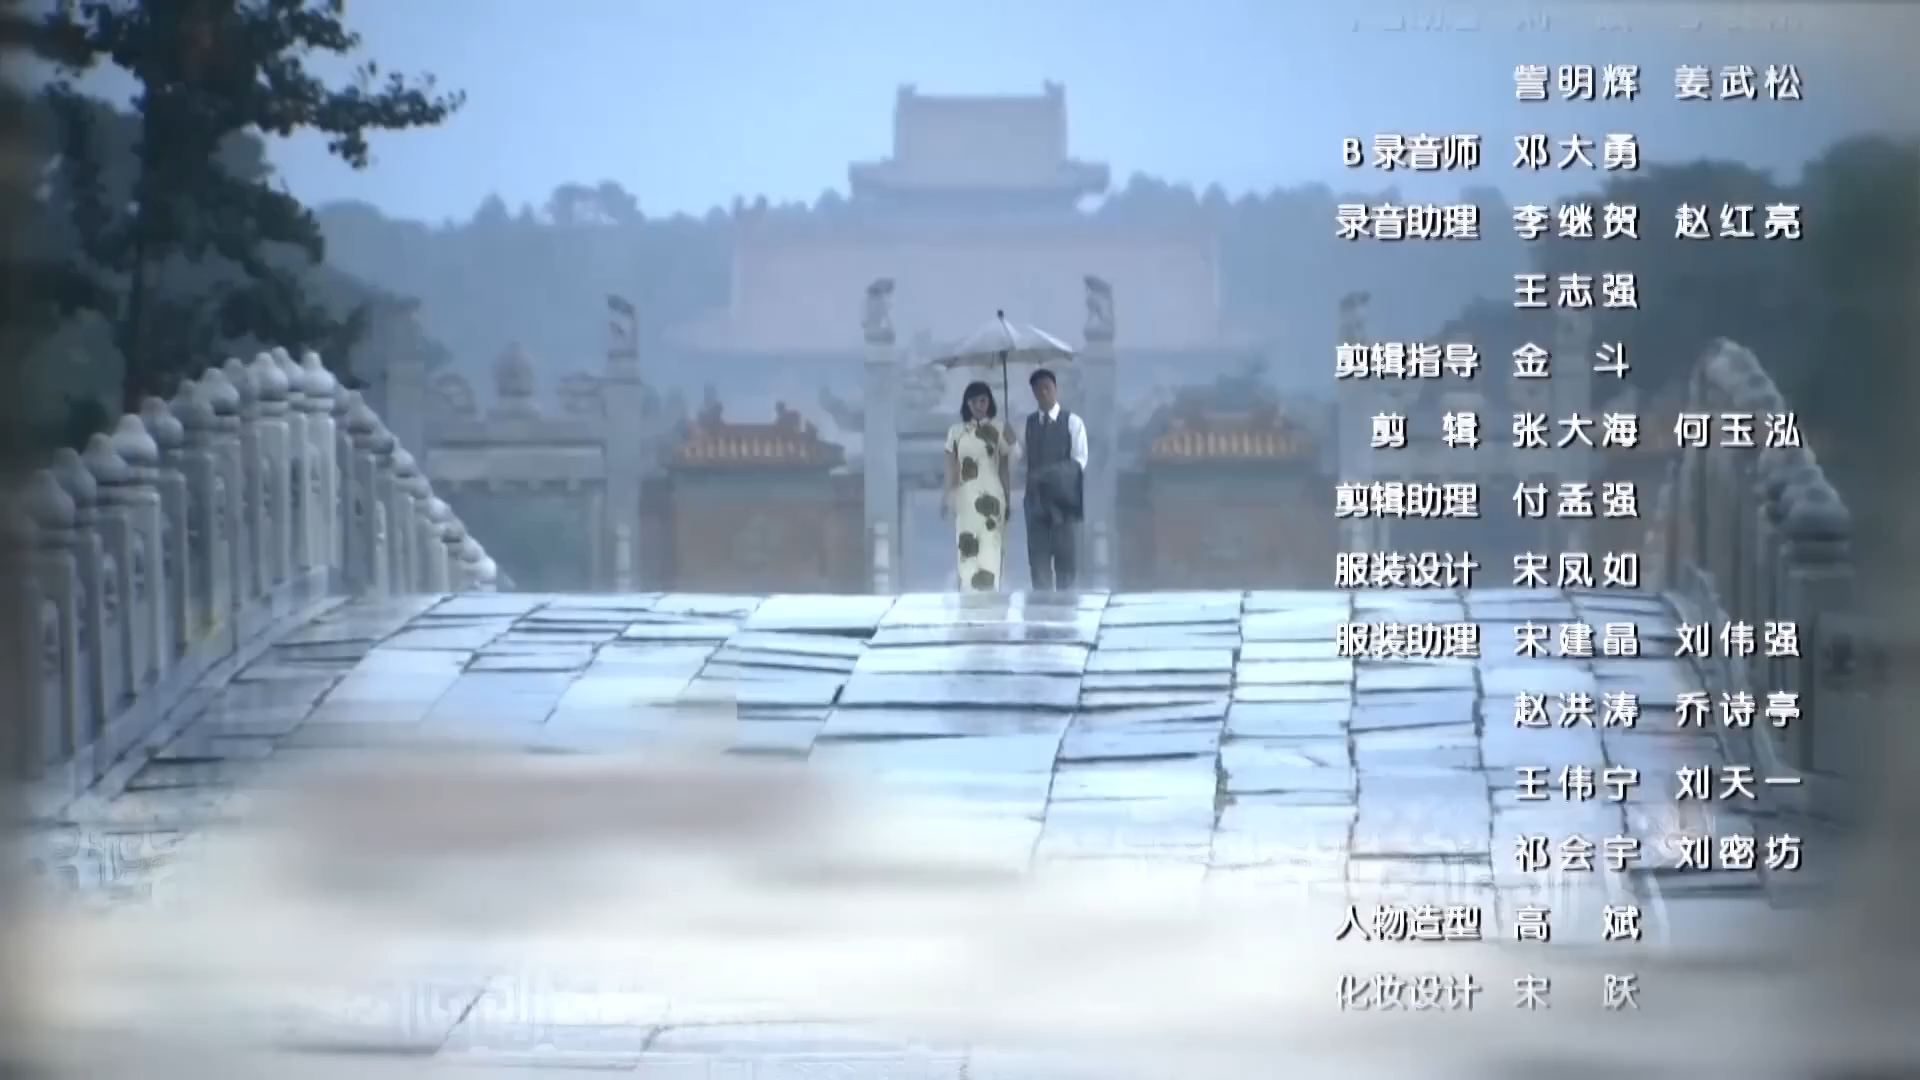 訾明辉 姜武松
B录音师 邓大勇
录音助理 李继贺 赵红亮
王志强
剪辑指导 金 斗
剪 辑 张大海 何玉泓
剪辑助理 付孟强
服装设计 宋凤如
服装助理 宋建晶 刘伟强
赵洪涛 乔诗亭
王伟宁 刘天一
祁会宇 刘密坊
人物造型 高 斌
化妆设计 宋 跃